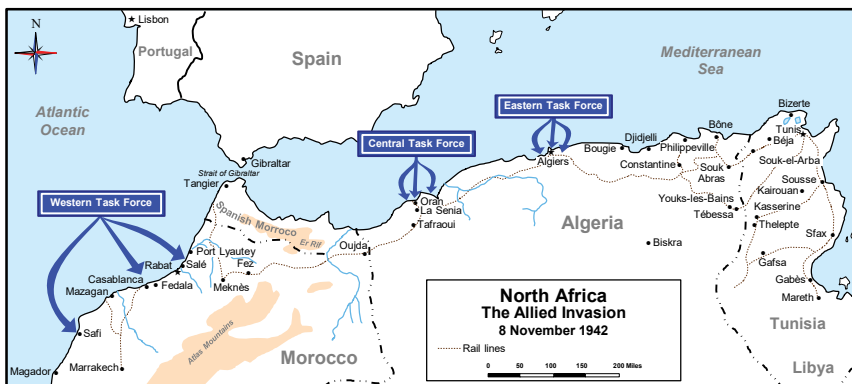 N
Lisbon
Portugal
Spain
Mediterranean
Sea
Atlantic
Ocean
Gibraltar
Strait of Gibraltar
Tangier
Western Task Force
Central Task Force
Eastern Task Force
Spanish Morroco
Er Rif
Port Lyautey
Rabat
Salé
Fez
Casablanca
Fedala
Meknès
Mazagan
Safi
Atlas Mountains
Magador
Marrakech
Morocco
Oujda
Oran
La Senia
Tafraoui
Algiers
Algeria
Bougie
Djidjelli
Philippeville
Bône
Constantine
Souk
Abras
Youks-les-Bains
Tébessa
Biskra
Bizerte
Tunis
Béja
Souk-el-Arba
Sousse
Kairouan
Kasserine
Thelepte
Sfax
Gafsa
Gabès
Mareth
Tunisia
Libya
North Africa
The Allied Invasion
8 November 1942
Rail lines
0 50 100 150 200 Miles